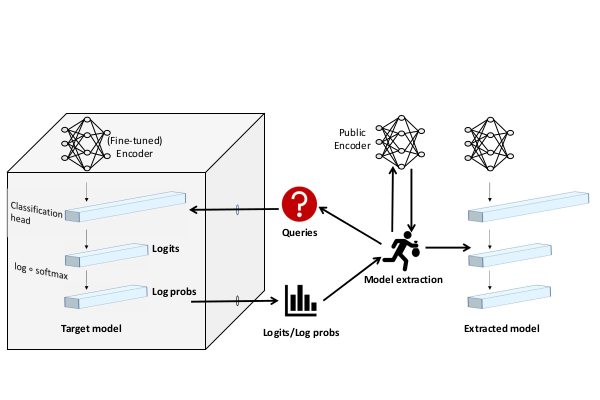 (Fine-tuned)
Encoder
Public
Encoder
Classification
head
Logits
Queries
log ∘ softmax
Log probs
Model extraction
Target model
Logits/Log probs
Extracted model